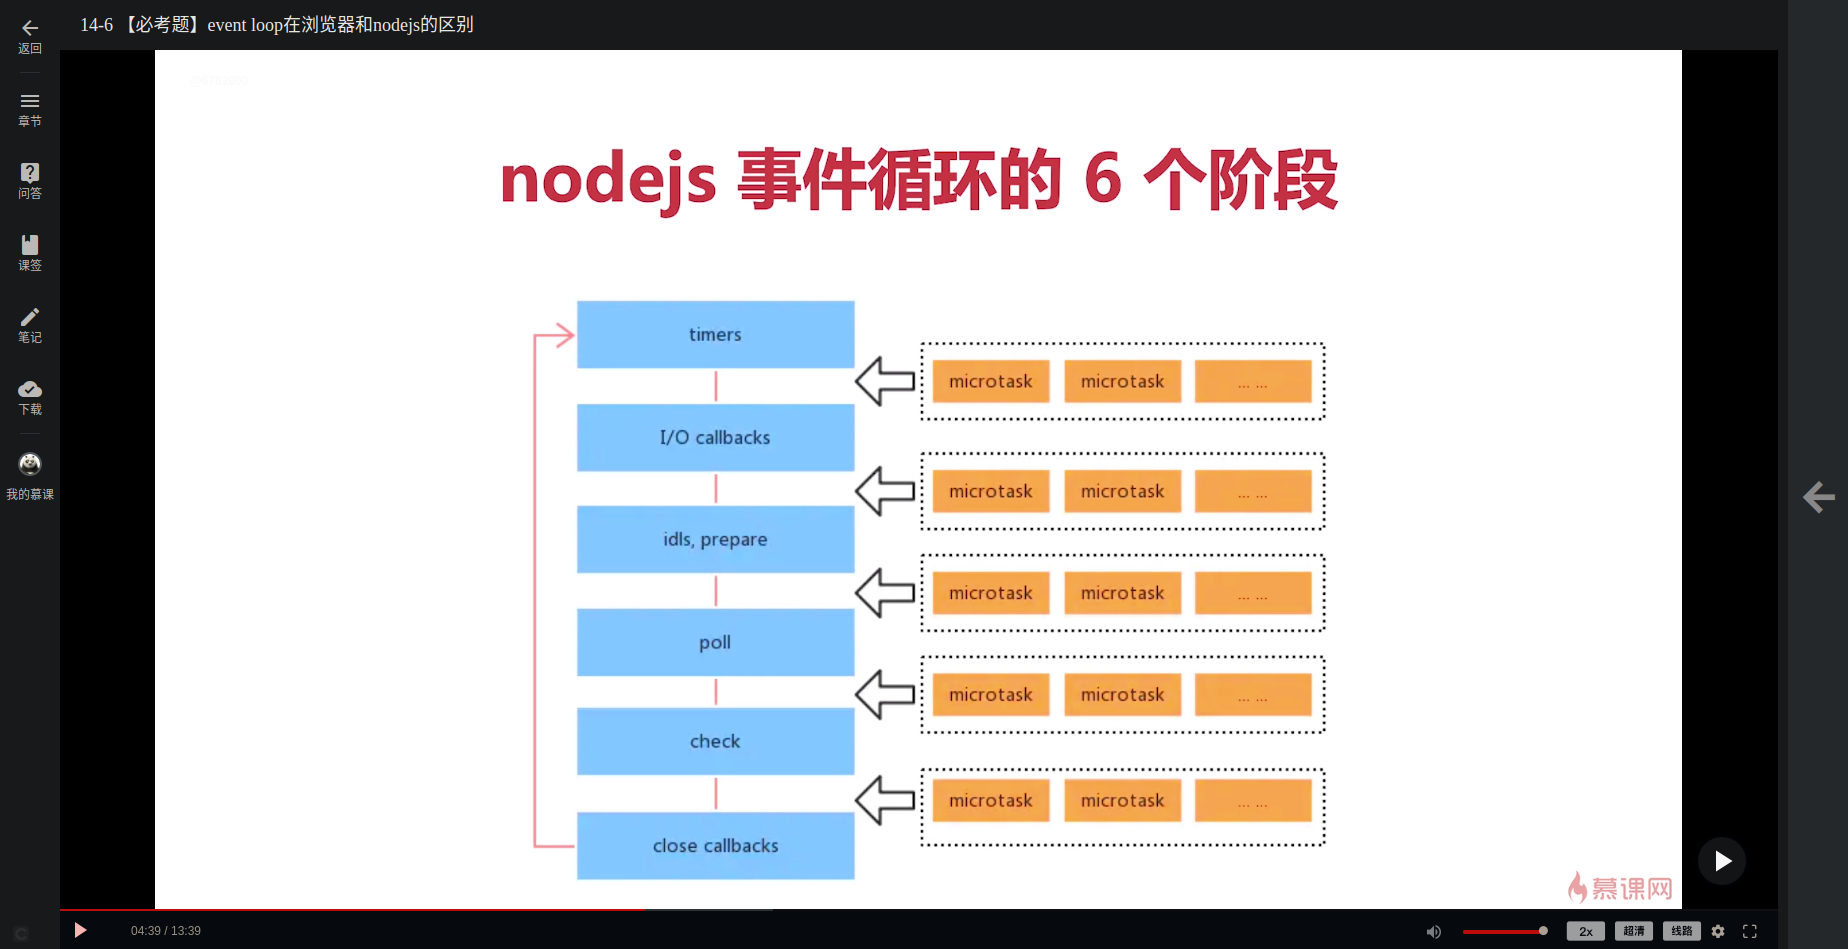 14-6 【必考题】event loop在浏览器和nodejs的区别
返回
章节
问答
课签
笔记
下载
我的慕课
nodejs 事件循环的 6 个阶段
timers
microtask microtask ... ...
I/O callbacks
microtask microtask ... ...
idls, prepare
microtask microtask ... ...
poll
microtask microtask ... ...
check
microtask microtask ... ...
close callbacks
慕课网
04:39 / 13:39
2x 超清 线路